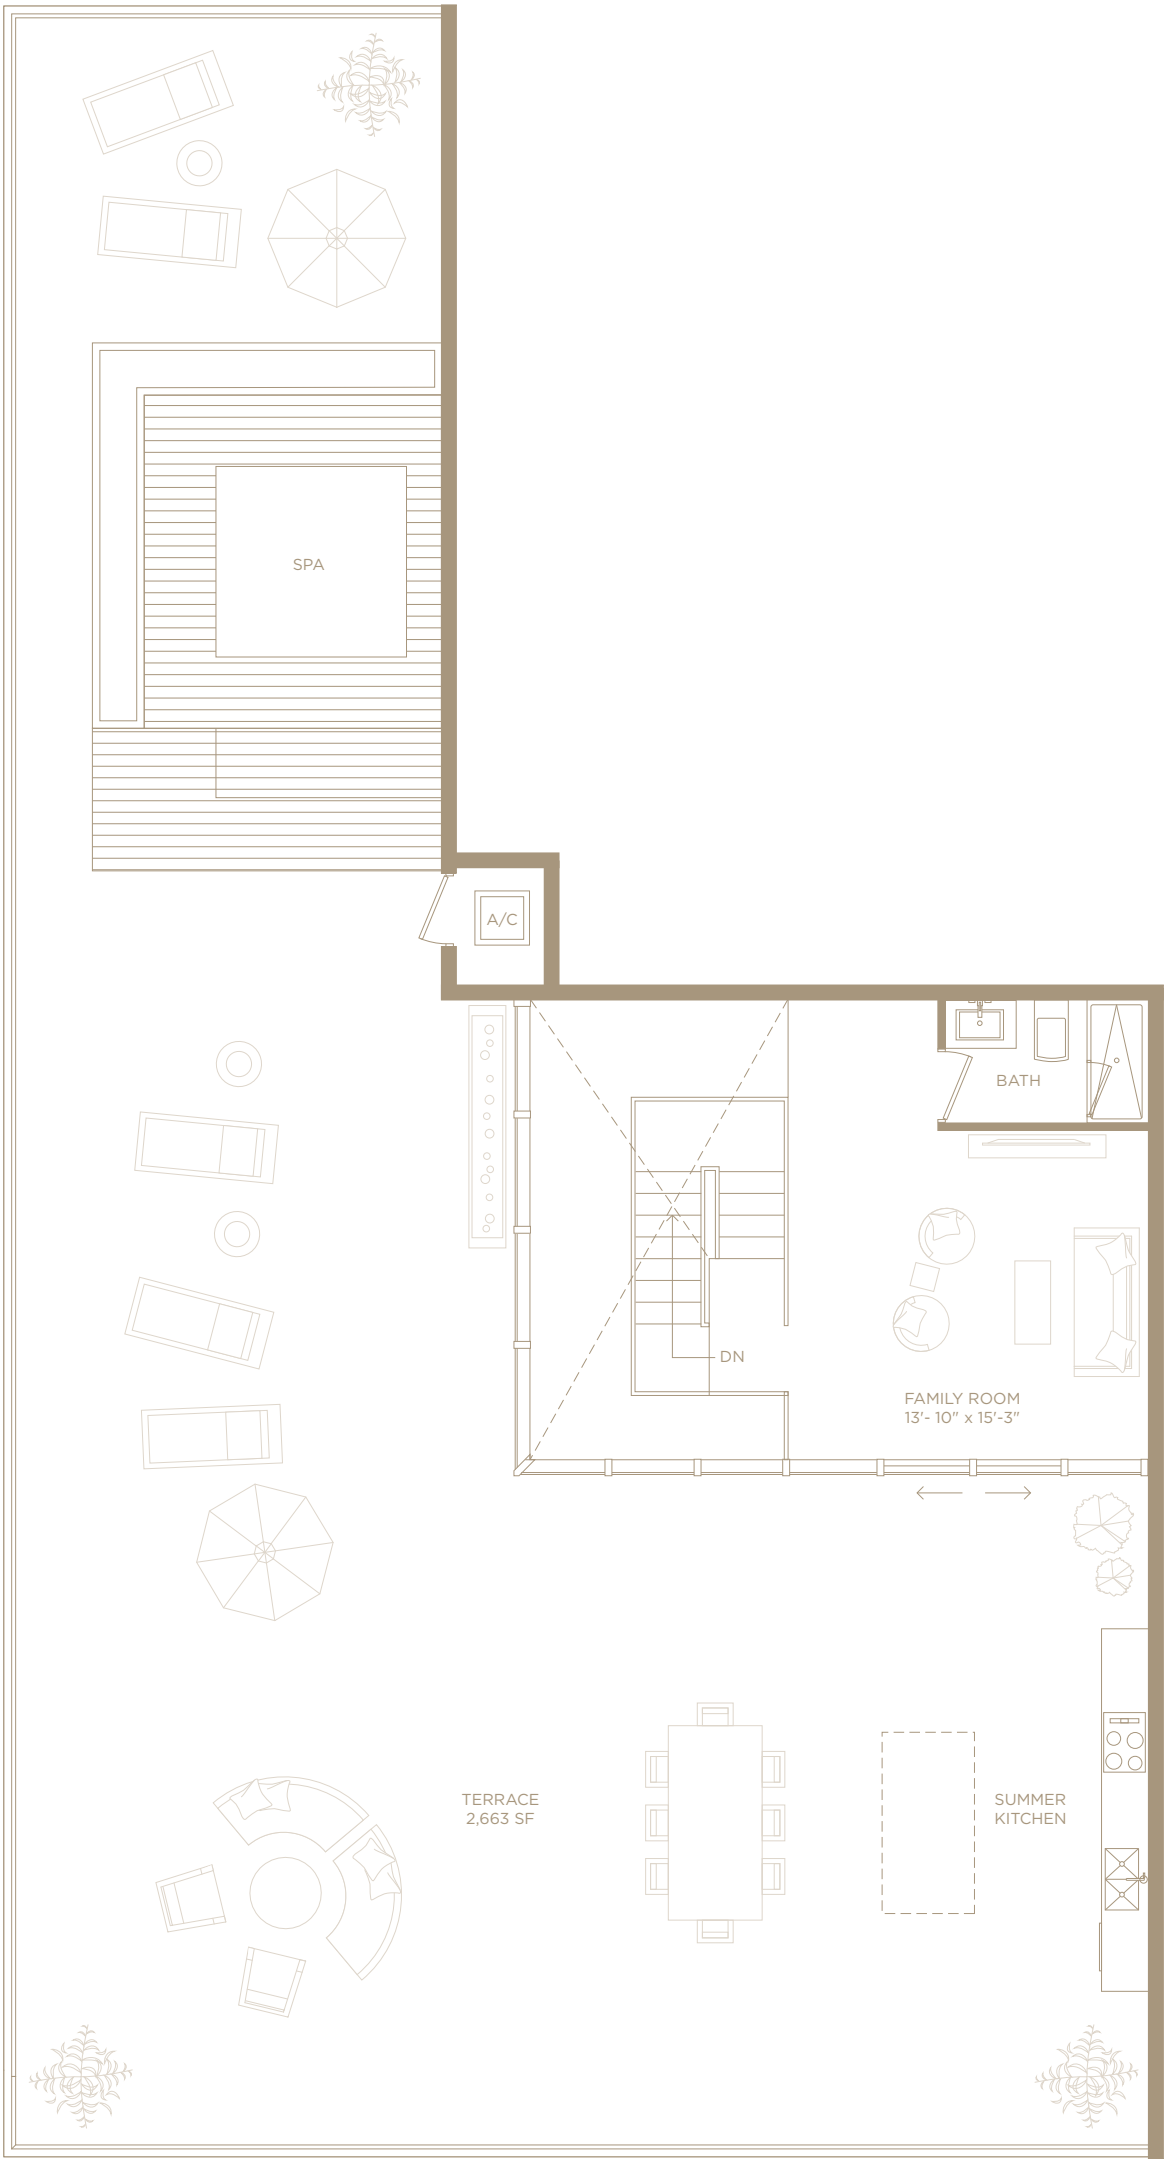 SPA
A/C
BATH
DN
FAMILY ROOM
13'- 10" x 15'-3"
TERRACE
2,663 SF
SUMMER
KITCHEN